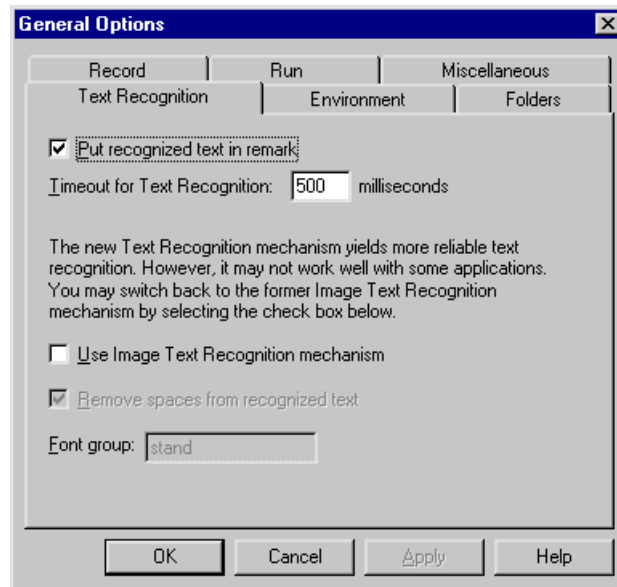 General Options
Record Run Miscellaneous
Text Recognition Environment Folders
Put recognized text in remark
Timeout for Text Recognition: 500 milliseconds
The new Text Recognition mechanism yields more reliable text
recognition. However, it may not work well with some applications.
You may switch back to the former Image Text Recognition
mechanism by selecting the check box below.
Use Image Text Recognition mechanism
Remove spaces from recognized text
Font group: stand
OK Cancel Apply Help